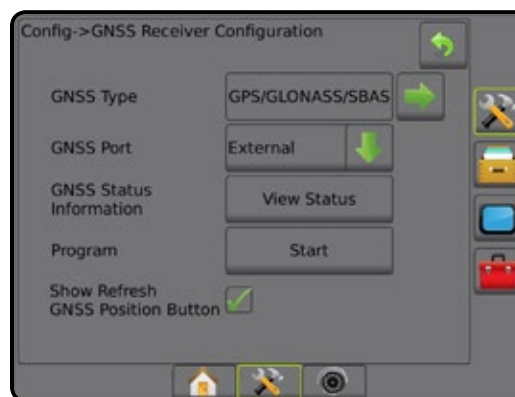 Config->GNSS Receiver Configuration
GNSS Type
GPS/GLONASS/SBAS
GNSS Port
External
GNSS Status
Information
View Status
Program
Start
Show Refresh
GNSS Position Button